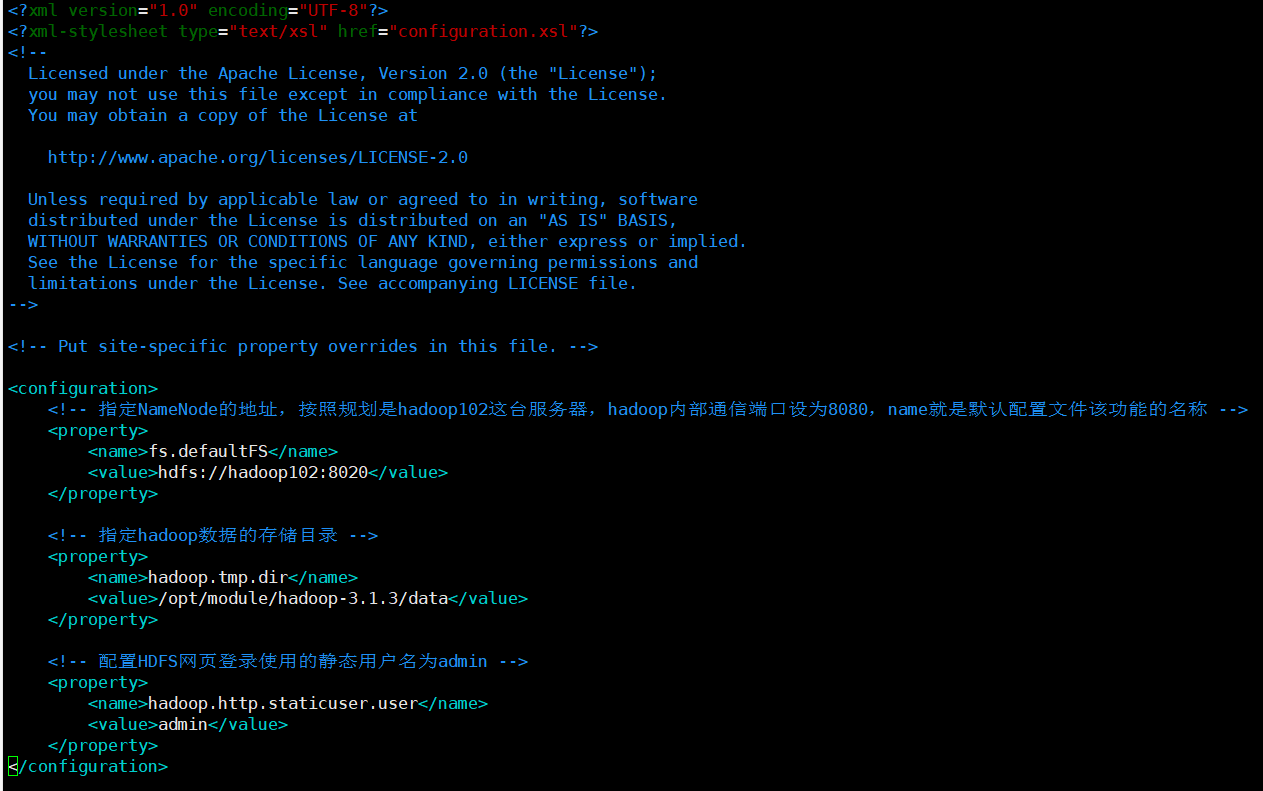 <?xml version="1.0" encoding="UTF-8"?>
<?xml-stylesheet type="text/xsl" href="configuration.xsl"?>
<!--
  Licensed under the Apache License, Version 2.0 (the "License");
  you may not use this file except in compliance with the License.
  You may obtain a copy of the License at

    http://www.apache.org/licenses/LICENSE-2.0

  Unless required by applicable law or agreed to in writing, software
  distributed under the License is distributed on an "AS IS" BASIS,
  WITHOUT WARRANTIES OR CONDITIONS OF ANY KIND, either express or implied.
  See the License for the specific language governing permissions and
  limitations under the License. See accompanying LICENSE file.
-->

<!-- Put site-specific property overrides in this file. -->

<configuration>
    <!-- 指定NameNode的地址，按照规划是hadoop102这台服务器，hadoop内部通信端口设为8080，name就是默认配置文件该功能的名称 -->
    <property>
        <name>fs.defaultFS</name>
        <value>hdfs://hadoop102:8020</value>
    </property>

    <!-- 指定hadoop数据的存储目录 -->
    <property>
        <name>hadoop.tmp.dir</name>
        <value>/opt/module/hadoop-3.1.3/data</value>
    </property>

    <!-- 配置HDFS网页登录使用的静态用户名为admin -->
    <property>
        <name>hadoop.http.staticuser.user</name>
        <value>admin</value>
    </property>
</configuration>